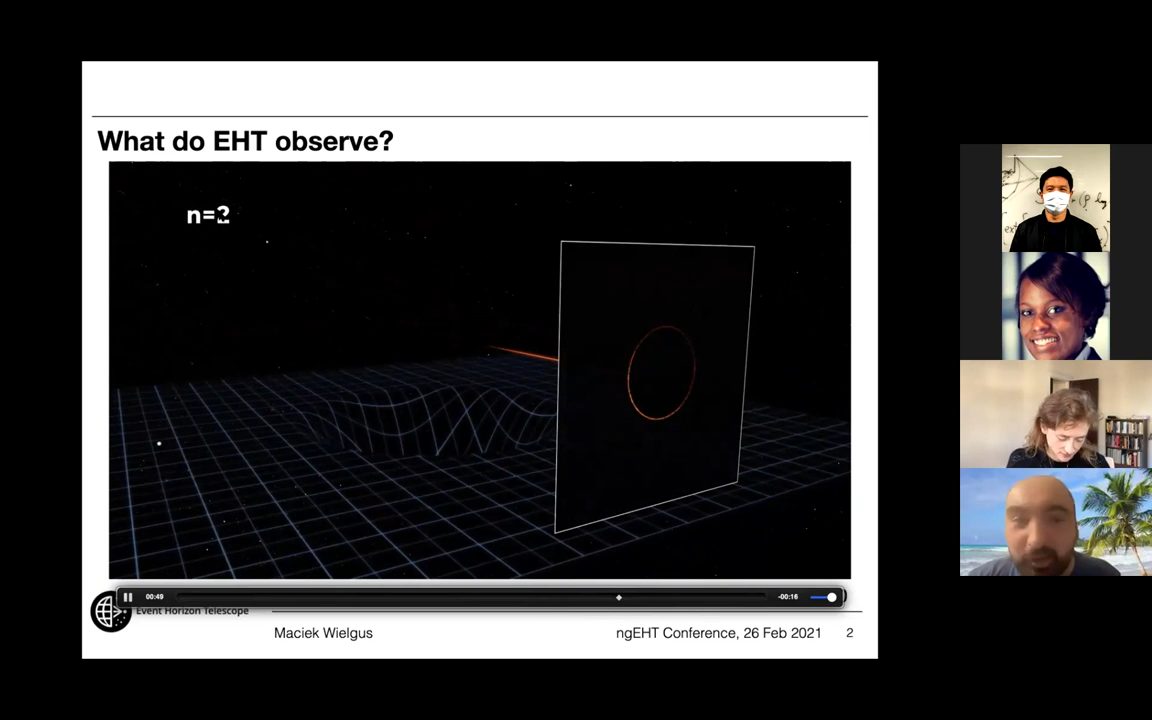 What do EHT observe?
n=2
00:49
-00:16
Event Horizon Telescope
Maciek Wielgus
ngEHT Conference, 26 Feb 2021
2